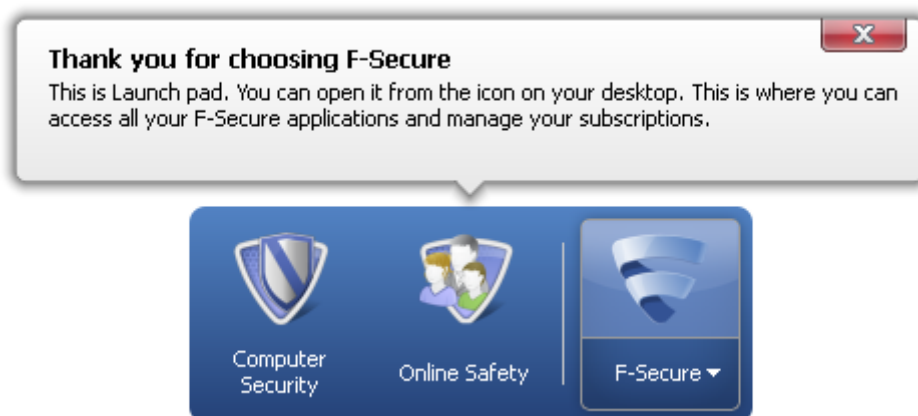 Thank you for choosing F-Secure
This is Launch pad. You can open it from the icon on your desktop. This is where you can
access all your F-Secure applications and manage your subscriptions.
Computer
Security
Online Safety
F-Secure